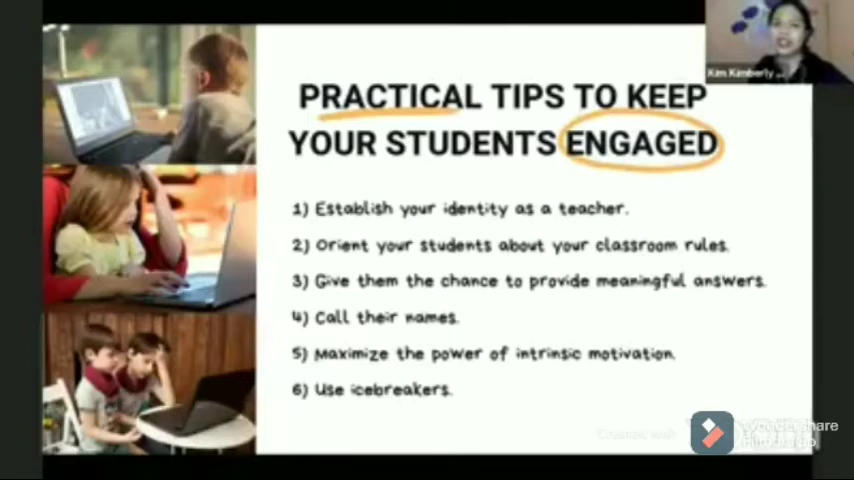 Kim Kimberly
PRACTICAL TIPS TO KEEP
YOUR STUDENTS ENGAGED
1) Establish your identity as a teacher.
2) Orient your students about your classroom rules.
3) Give them the chance to provide meaningful answers.
4) Call their names.
5) Maximize the power of intrinsic motivation.
6) Use icebreakers.
wondershare